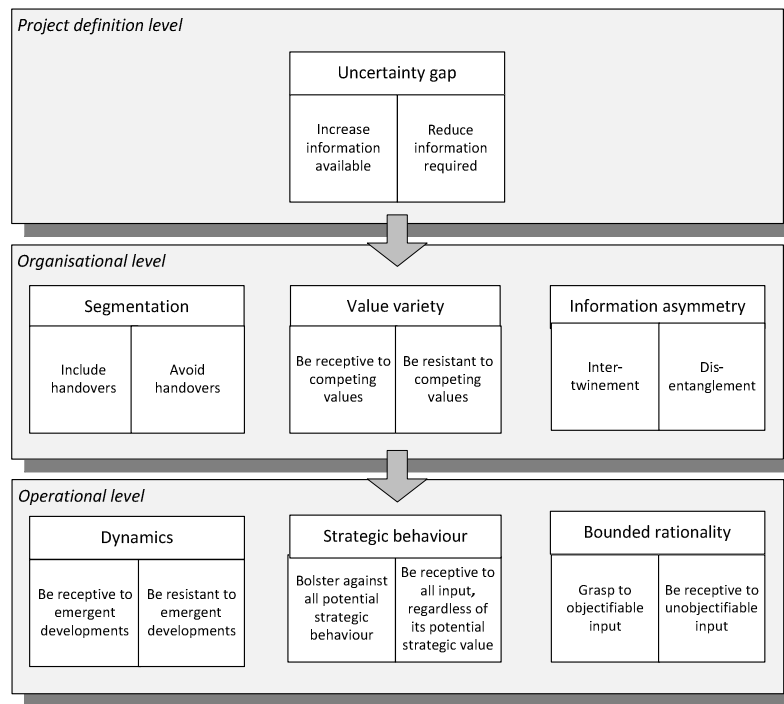 Project definition level
Uncertainty gap
Increase
information
available
Reduce
information
required
Organisational level
Segmentation
Include
handovers
Avoid
handovers
Value variety
Be receptive to
competing
values
Be resistant to
competing
values
Information asymmetry
Inter-
twinement
Dis-
entanglement
Operational level
Dynamics
Be receptive to
emergent
developments
Be resistant to
emergent
developments
Strategic behaviour
Bolster against
all potential
strategic
behaviour
Be receptive to
all input,
regardless of
its potential
strategic value
Bounded rationality
Grasp to
objectifiable
input
Be receptive to
unobjectifiable
input